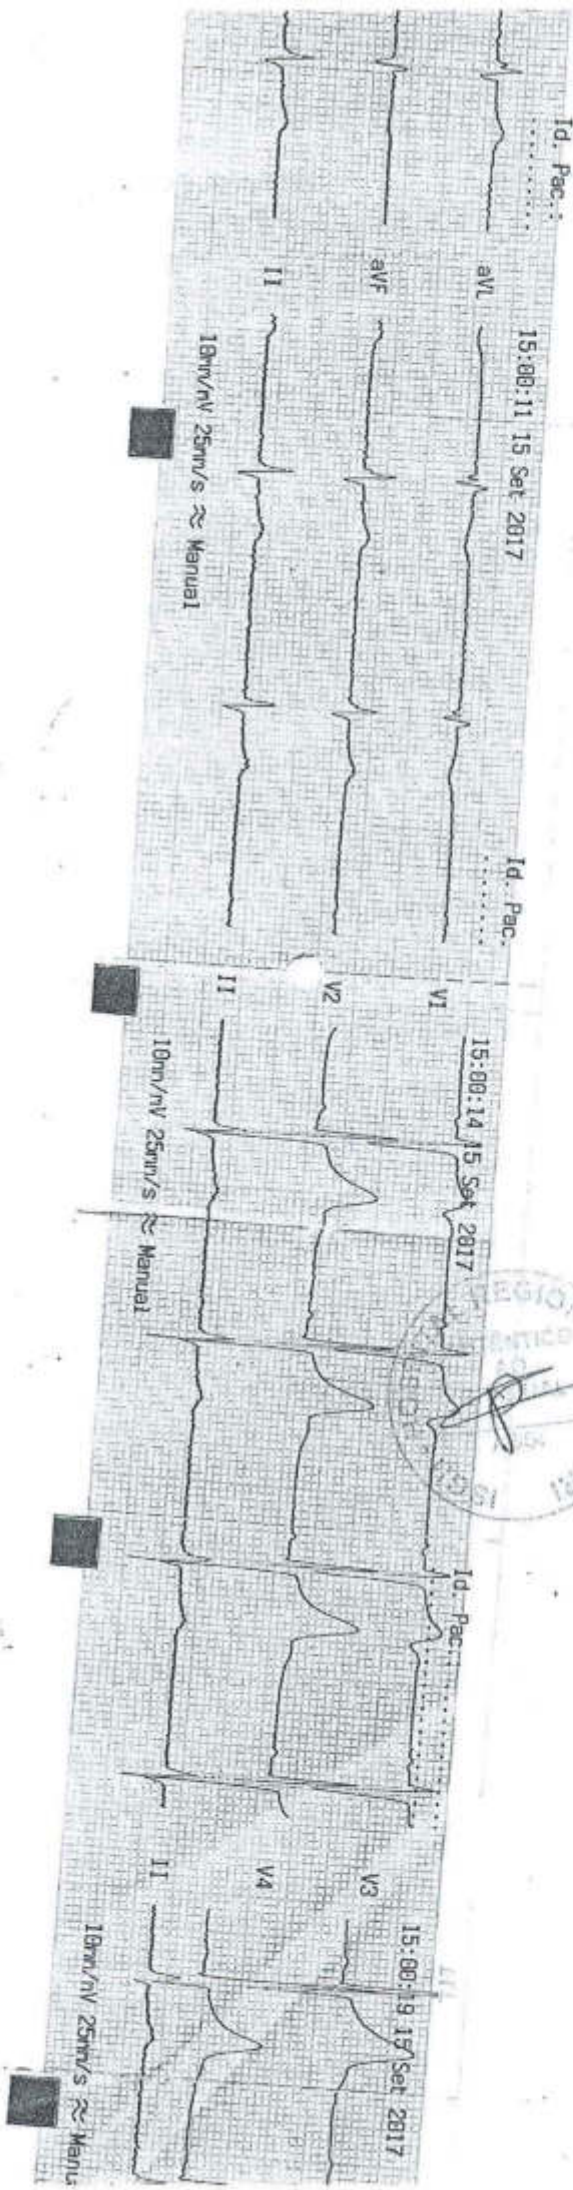 Id. Pac.:..........
15:00:11 15 Set 2017
aVL
aVF
II
10mm/mV 25mm/s ≈ Manual
Id. Pac.........
15:00:14 15 Set 2017
V1
V2
II
10mm/mV 25mm/s ≈ Manual
REGIO
ISGH
Id. Pac.:...............
15:00:19 15 Set 2017
V3
V4
II
10mm/mV 25mm/s ≈ Manu